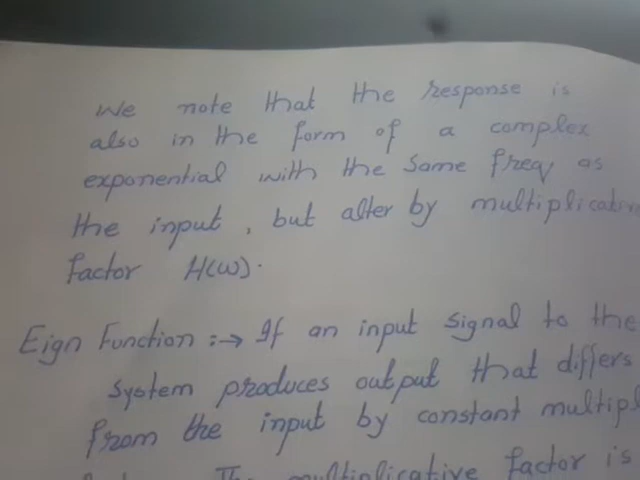 We note that the response is
also in the form of a complex
exponential with the same freq as
the input, but alter by multiplication
factor H(ω).
Eign Function :→ If an input signal to the
system produces output that differs
from the input by constant multipl
The multiplicative factor is